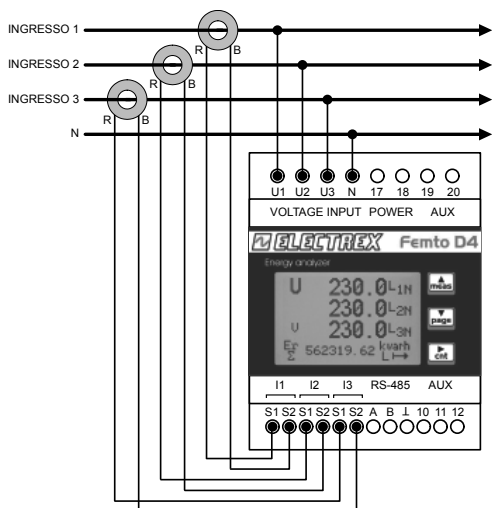 INGRESSO 1
R B
INGRESSO 2
R B
INGRESSO 3
R B
N
U1 U2 U3 N 17 18 19 20
VOLTAGE INPUT POWER AUX
ELECTREX Femto D4
Energy analyzer
U 230.0 L1N
230.0 L2N
U 230.0 L3N
Er Σ 562319.62 kvarh L
meas
page
cnt
I1 I2 I3 RS-485 AUX
S1 S2 S1 S2 S1 S2 A B ⊥ 10 11 12